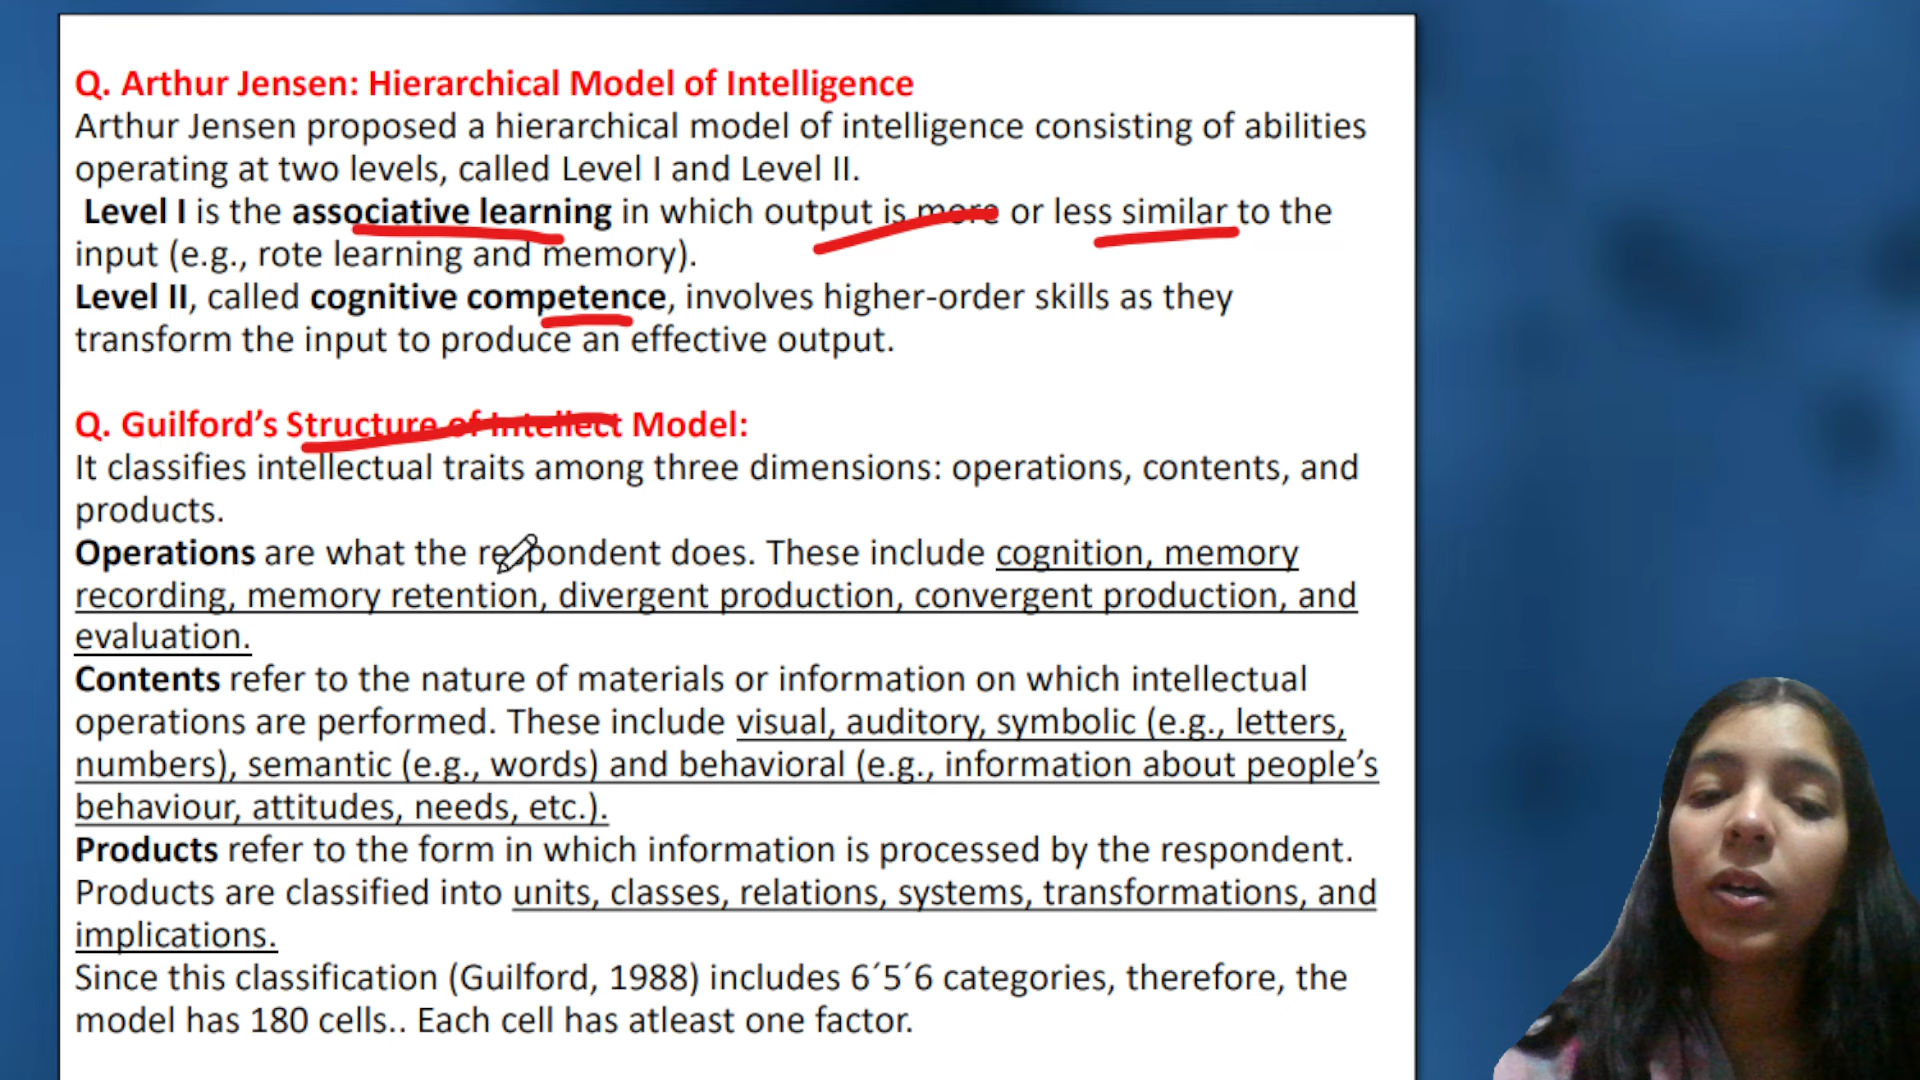 Q. Arthur Jensen: Hierarchical Model of Intelligence
Arthur Jensen proposed a hierarchical model of intelligence consisting of abilities
operating at two levels, called Level I and Level II.
Level I is the associative learning in which output is more or less similar to the
input (e.g., rote learning and memory).
Level II, called cognitive competence, involves higher-order skills as they
transform the input to produce an effective output.
Q. Guilford’s Structure of Intellect Model:
It classifies intellectual traits among three dimensions: operations, contents, and
products.
Operations are what the respondent does. These include cognition, memory
recording, memory retention, divergent production, convergent production, and
evaluation.
Contents refer to the nature of materials or information on which intellectual
operations are performed. These include visual, auditory, symbolic (e.g., letters,
numbers), semantic (e.g., words) and behavioral (e.g., information about people’s
behaviour, attitudes, needs, etc.).
Products refer to the form in which information is processed by the respondent.
Products are classified into units, classes, relations, systems, transformations, and
implications.
Since this classification (Guilford, 1988) includes 6´5´6 categories, therefore, the
model has 180 cells.. Each cell has atleast one factor.